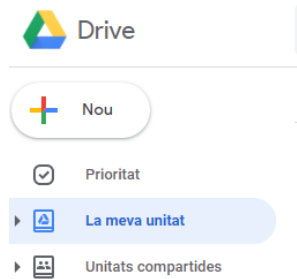 Drive
Nou
Prioritat
La meva unitat
Unitats compartides